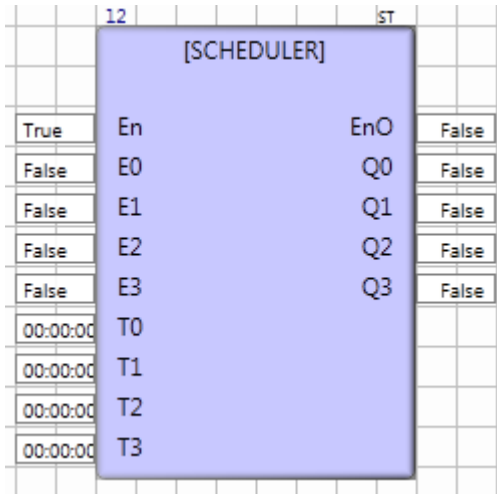 12 ST
[SCHEDULER]
True En EnO False
False E0 Q0 False
False E1 Q1 False
False E2 Q2 False
False E3 Q3 False
00:00:00 T0
00:00:00 T1
00:00:00 T2
00:00:00 T3